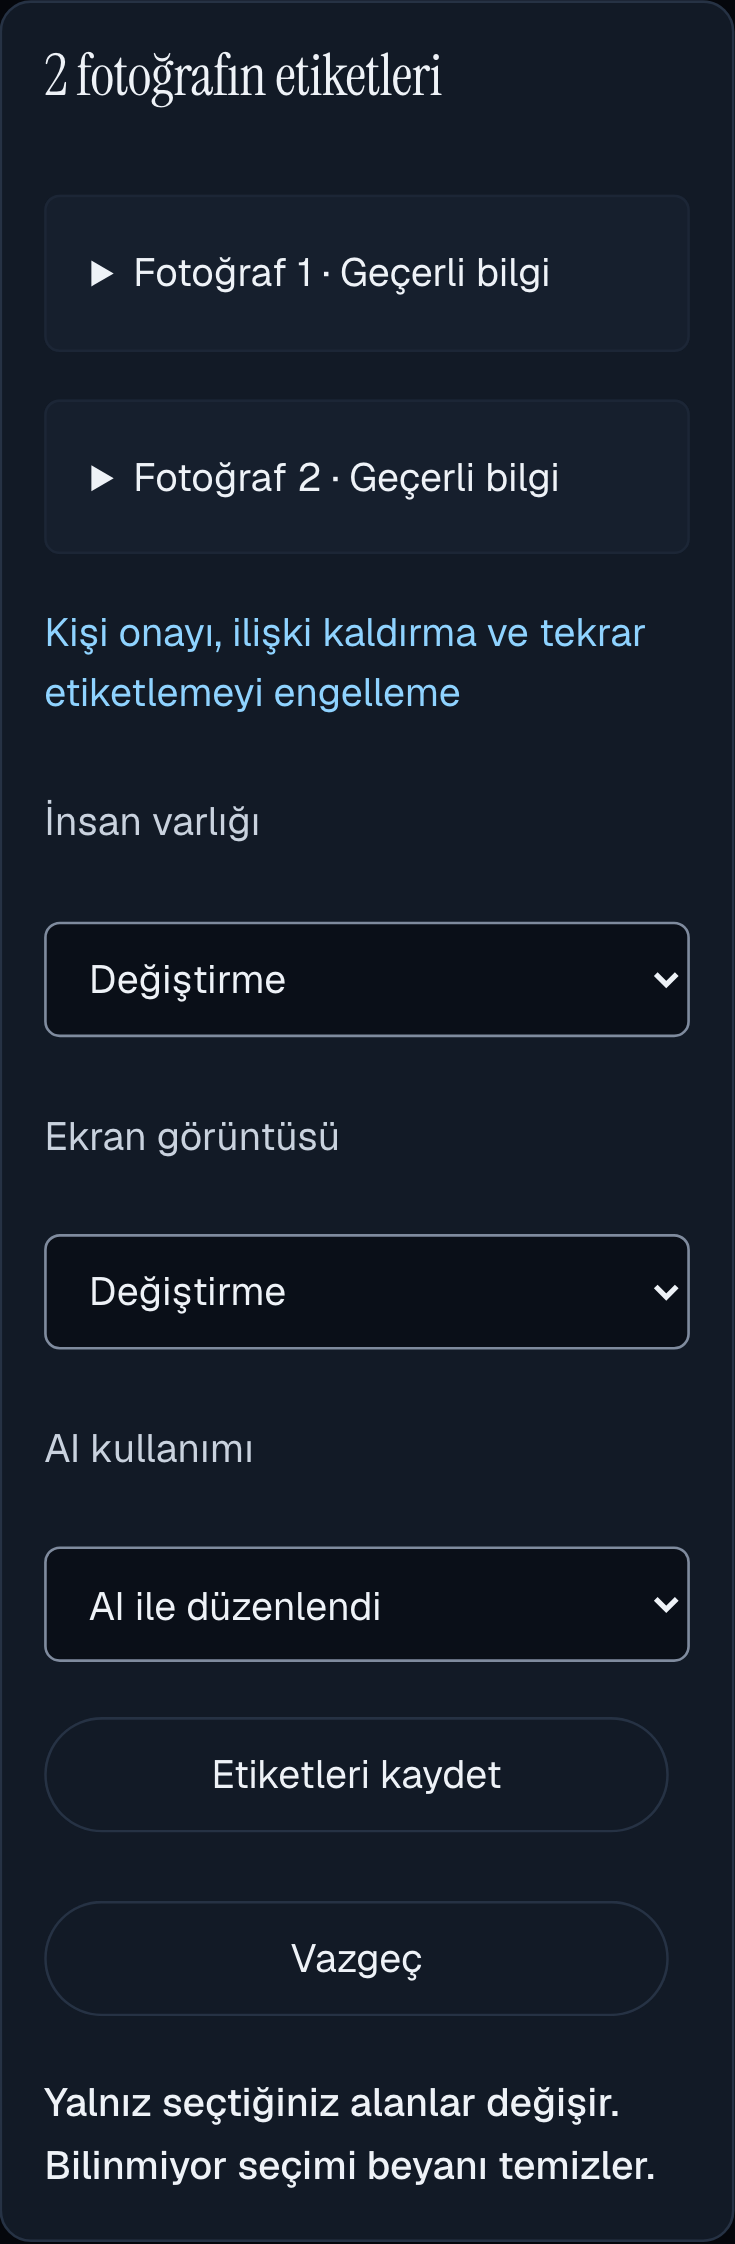 2 fotoğrafın etiketleri
▶ Fotoğraf 1 · Geçerli bilgi
▶ Fotoğraf 2 · Geçerli bilgi
Kişi onayı, ilişki kaldırma ve tekrar
etiketlemeyi engelleme
İnsan varlığı
Değiştirme
Ekran görüntüsü
Değiştirme
AI kullanımı
AI ile düzenlendi
Etiketleri kaydet
Vazgeç
Yalnız seçtiğiniz alanlar değişir.
Bilinmiyor seçimi beyanı temizler.